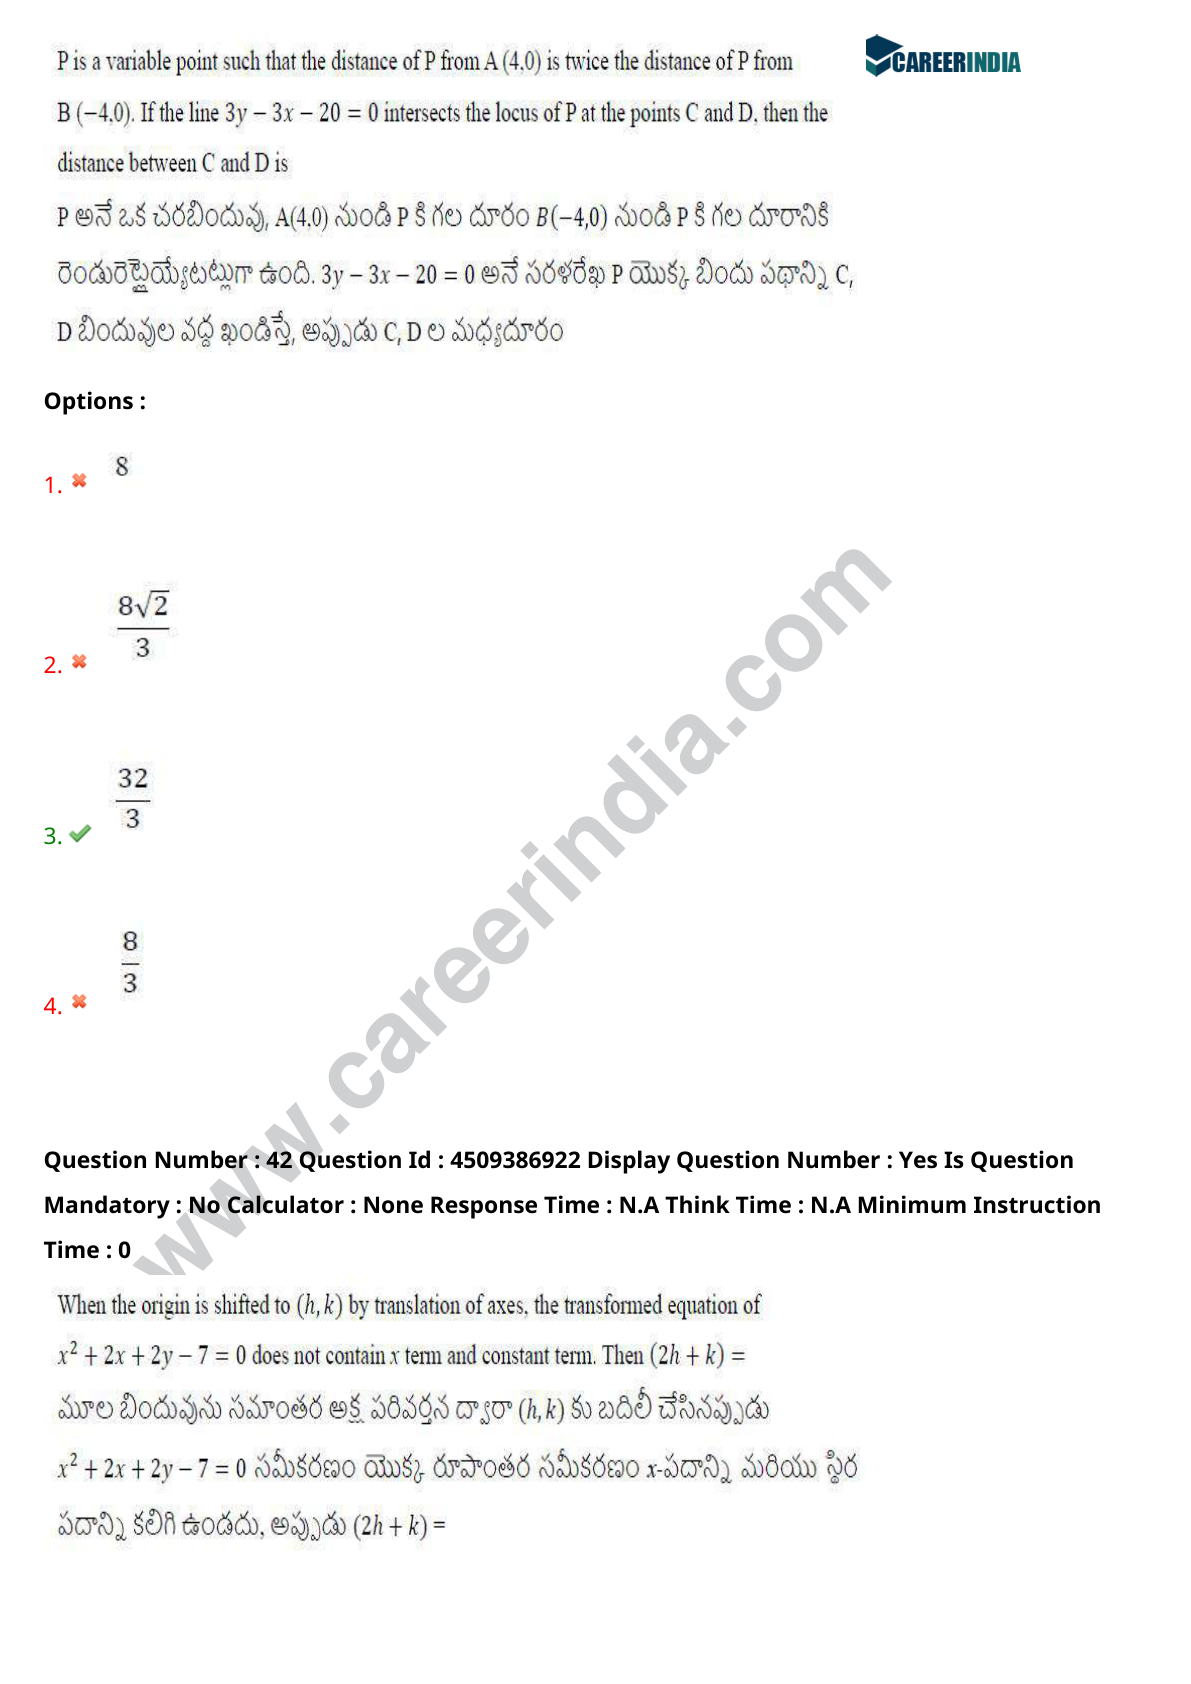 CAREERINDIA
P is a variable point such that the distance of P from A (4,0) is twice the distance of P from
B (−4,0). If the line 3y − 3x − 20 = 0 intersects the locus of P at the points C and D, then the
distance between C and D is
P అనే ఒక చరబిందువు, A(4,0) నుండి P కి గల దూరం B(−4,0) నుండి P కి గల దూరానికి
రెండురెట్లైయ్యేటట్లుగా ఉంది. 3y − 3x − 20 = 0 అనే సరళరేఖ P యొక్క బిందు పథాన్ని C,
D బిందువుల వద్ద ఖండిస్తే, అప్పుడు C, D ల మధ్యదూరం
Options :
1. 8
2. 8√2/3
3. 32/3
4. 8/3
www.careerindia.com
Question Number : 42 Question Id : 4509386922 Display Question Number : Yes Is Question
Mandatory : No Calculator : None Response Time : N.A Think Time : N.A Minimum Instruction
Time : 0
When the origin is shifted to (h, k) by translation of axes, the transformed equation of
x² + 2x + 2y − 7 = 0 does not contain x term and constant term. Then (2h + k) =
మూల బిందువును సమాంతర అక్ష పరివర్తన ద్వారా (h, k) కు బదిలీ చేసినప్పుడు
x² + 2x + 2y − 7 = 0 సమీకరణం యొక్క రూపాంతర సమీకరణం x-పదాన్ని మరియు స్థిర
పదాన్ని కలిగి ఉండదు, అప్పుడు (2h + k) =